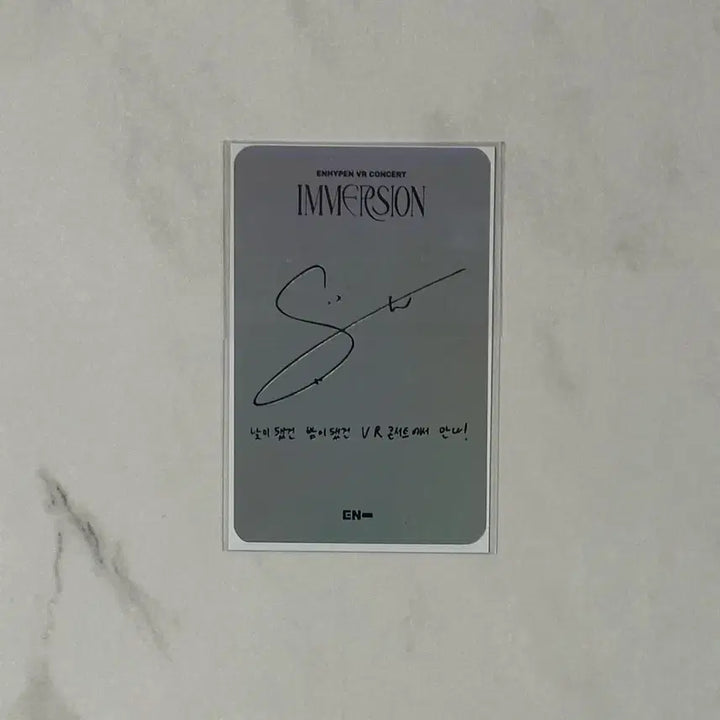 ENHYPEN VR CONCERT
IMMERSION
낮이 됐건 밤이 됐건 VR 콘서트에서 만나!
EN-